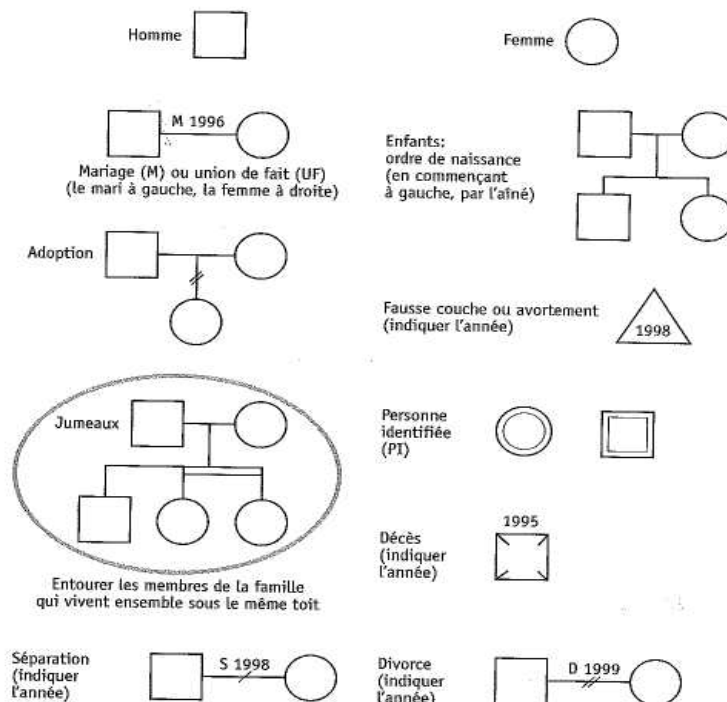 Homme
Femme
M 1996
Mariage (M) ou union de fait (UF)
(le mari à gauche, la femme à droite)
Enfants:
ordre de naissance
(en commençant
à gauche, par l'aîné)
Adoption
Fausse couche ou avortement
(indiquer l'année)
1998
Jumeaux
Personne
identifiée
(PI)
1995
Décès
(indiquer
l'année)
Entourer les membres de la famille
qui vivent ensemble sous le même toit
Séparation
(indiquer
l'année)
S 1998
Divorce
(indiquer
l'année)
D 1999